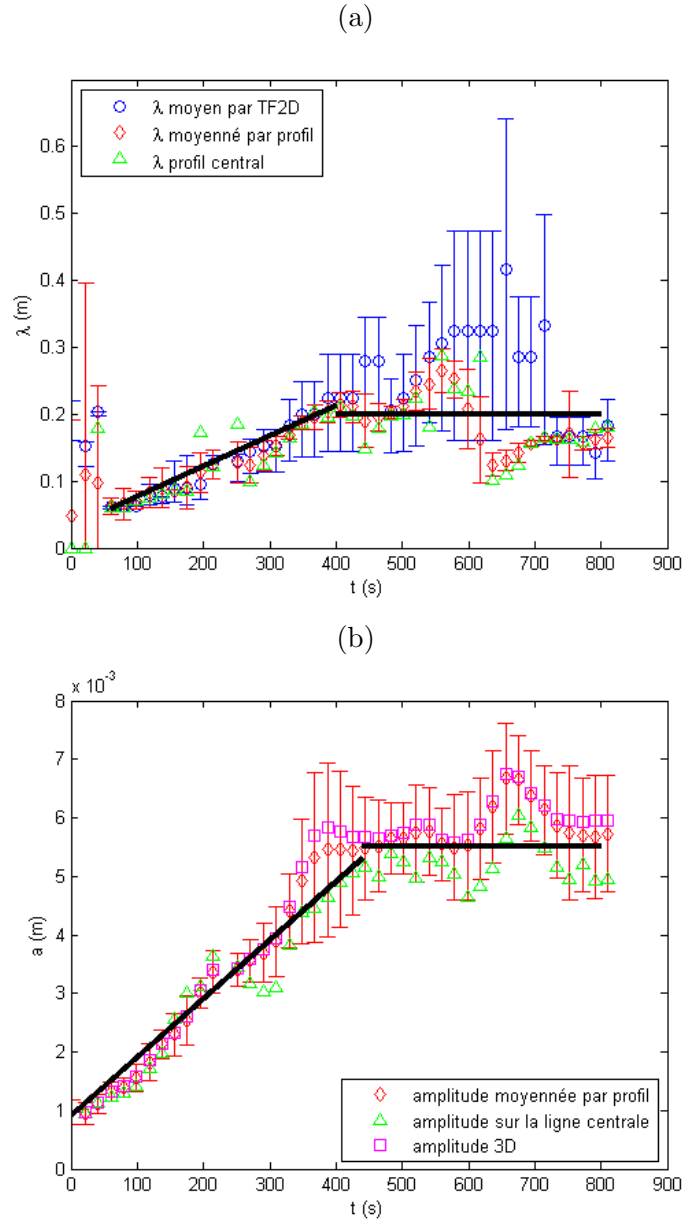 (a)
λ moyen par TF2D
λ moyenné par profil
λ profil central
0.6
0.5
0.4
0.3
0.2
0.1
0
λ (m)
0 100 200 300 400 500 600 700 800 900
t (s)
(b)
x 10⁻³
8
7
6
5
4
3
2
1
0
a (m)
amplitude moyennée par profil
amplitude sur la ligne centrale
amplitude 3D
0 100 200 300 400 500 600 700 800 900
t (s)